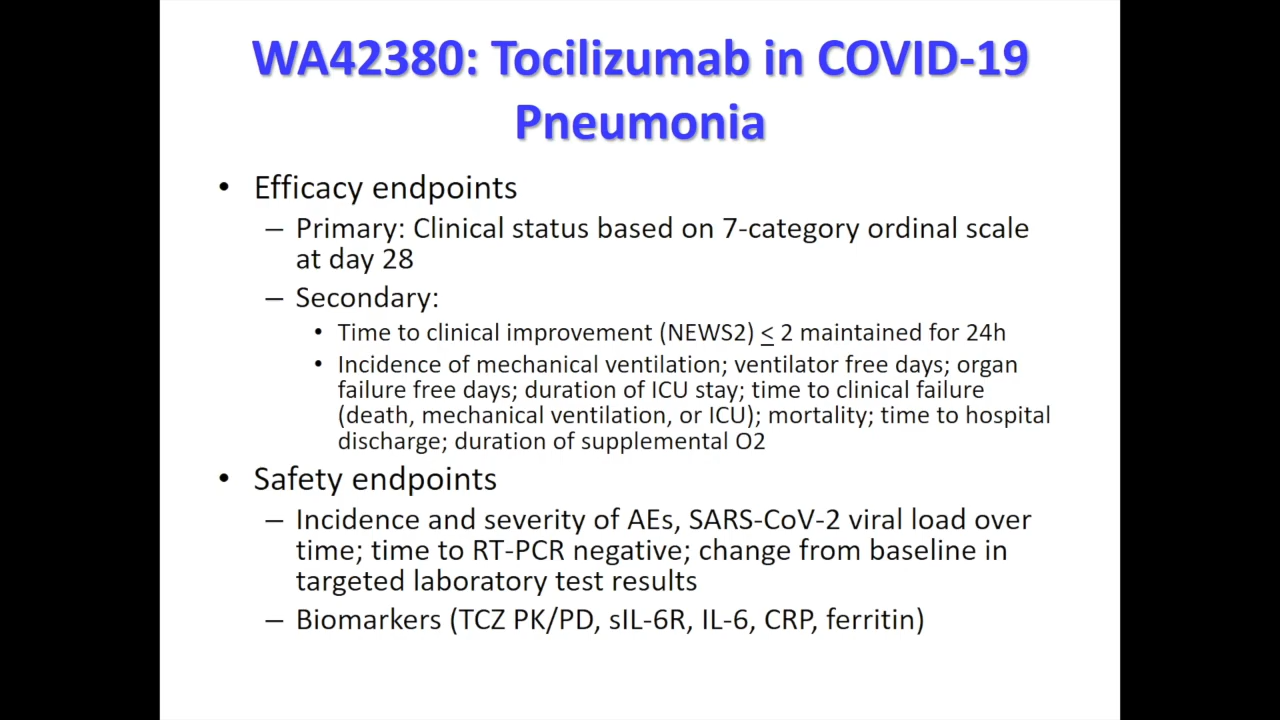 WA42380: Tocilizumab in COVID-19
Pneumonia
• Efficacy endpoints
– Primary: Clinical status based on 7-category ordinal scale
at day 28
– Secondary:
• Time to clinical improvement (NEWS2) ≤ 2 maintained for 24h
• Incidence of mechanical ventilation; ventilator free days; organ
failure free days; duration of ICU stay; time to clinical failure
(death, mechanical ventilation, or ICU); mortality; time to hospital
discharge; duration of supplemental O2
• Safety endpoints
– Incidence and severity of AEs, SARS-CoV-2 viral load over
time; time to RT-PCR negative; change from baseline in
targeted laboratory test results
– Biomarkers (TCZ PK/PD, sIL-6R, IL-6, CRP, ferritin)